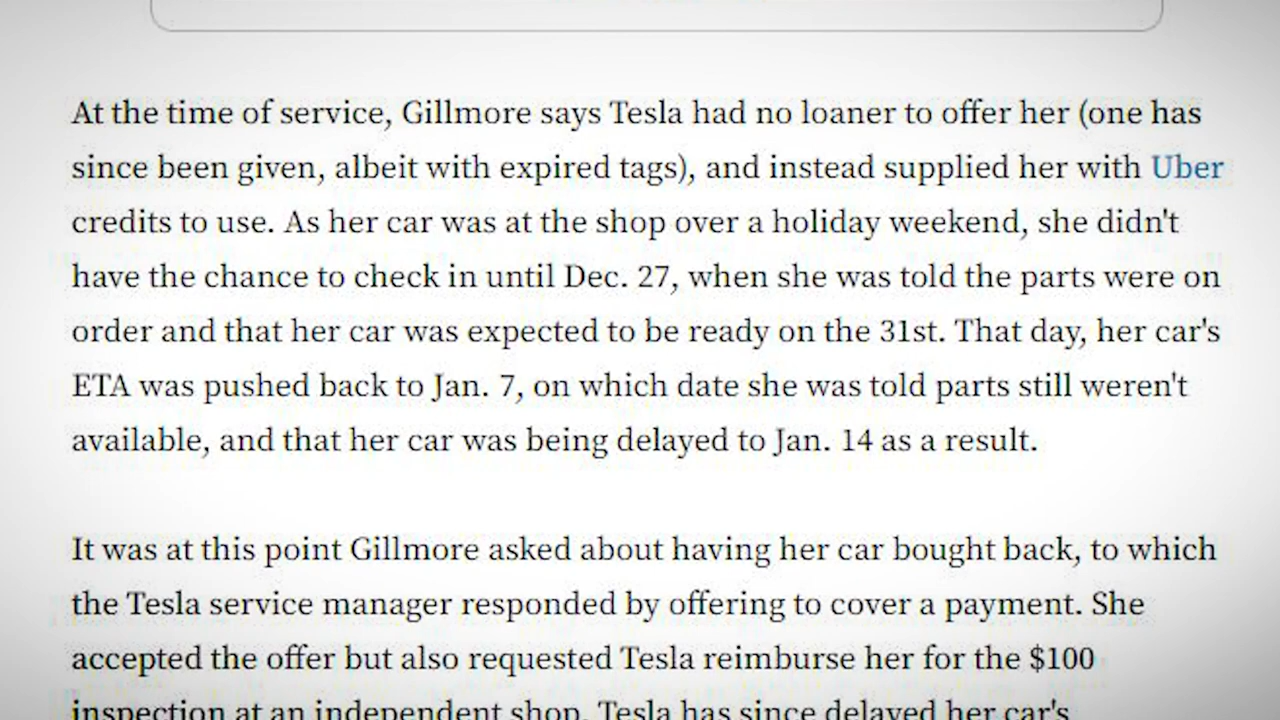 At the time of service, Gillmore says Tesla had no loaner to offer her (one has
since been given, albeit with expired tags), and instead supplied her with Uber
credits to use. As her car was at the shop over a holiday weekend, she didn't
have the chance to check in until Dec. 27, when she was told the parts were on
order and that her car was expected to be ready on the 31st. That day, her car's
ETA was pushed back to Jan. 7, on which date she was told parts still weren't
available, and that her car was being delayed to Jan. 14 as a result.
It was at this point Gillmore asked about having her car bought back, to which
the Tesla service manager responded by offering to cover a payment. She
accepted the offer but also requested Tesla reimburse her for the $100
inspection at an independent shop. Tesla has since delayed her car's